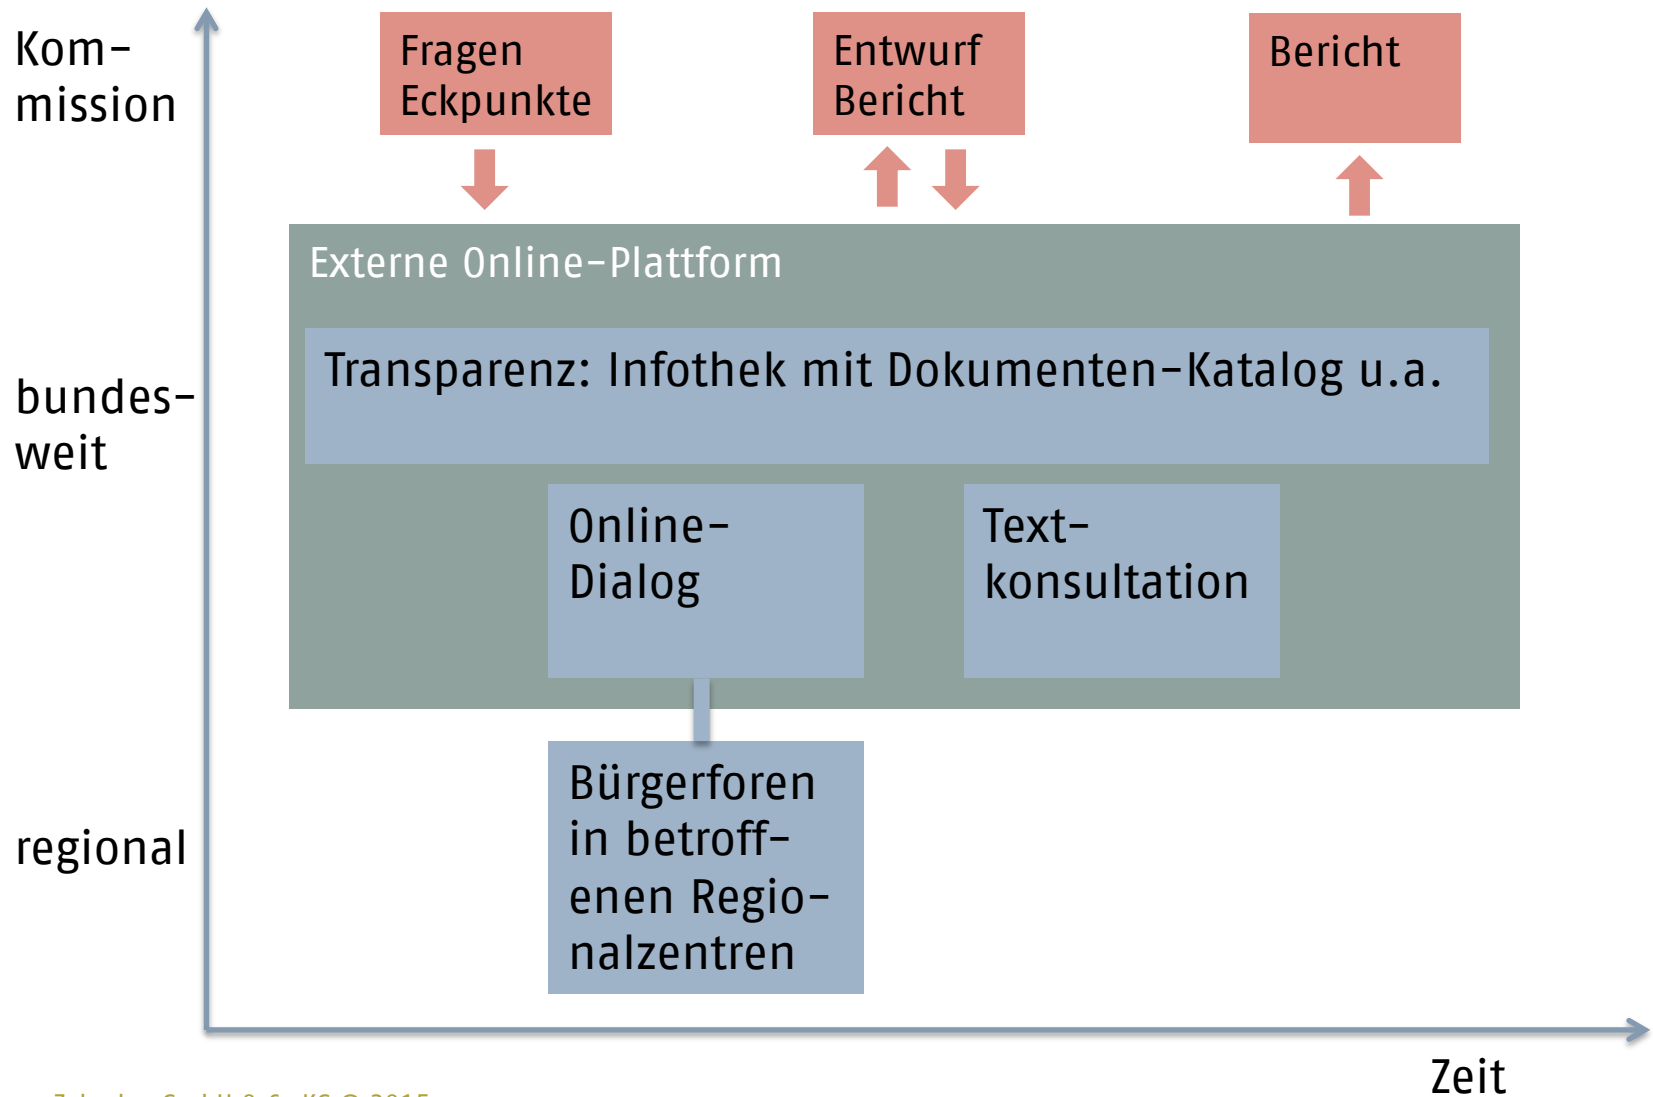 Kom-
mission
Fragen
Eckpunkte
Entwurf
Bericht
Bericht
Externe Online-Plattform
Transparenz: Infothek mit Dokumenten-Katalog u.a.
bundes-
weit
Online-
Dialog
Text-
konsultation
regional
Bürgerforen
in betroff-
enen Regio-
nalzentren
Zeit